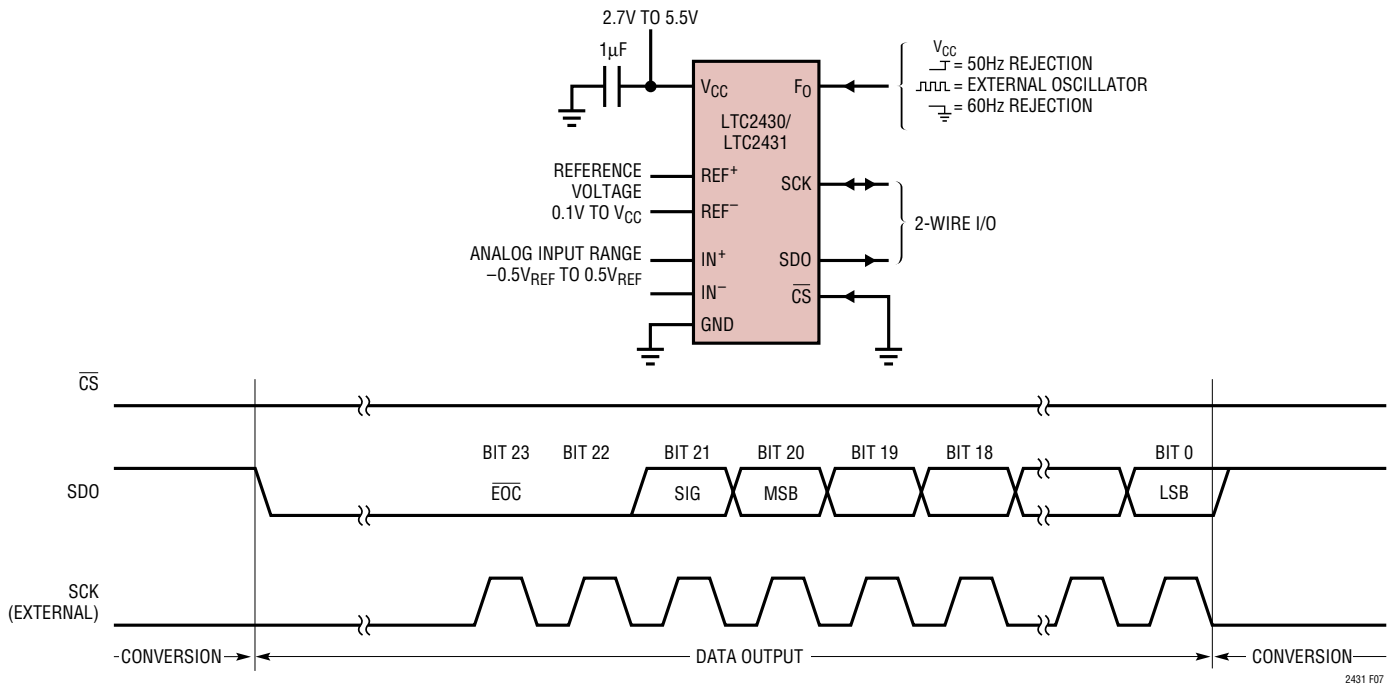 2.7V TO 5.5V
1µF
VCC
FO
LTC2430/
LTC2431
REFERENCE
VOLTAGE
0.1V TO VCC
REF+
REF−
SCK
ANALOG INPUT RANGE
−0.5VREF TO 0.5VREF
IN+
IN−
SDO
CS
GND
VCC
= 50Hz REJECTION
= EXTERNAL OSCILLATOR
= 60Hz REJECTION
2-WIRE I/O
CS
BIT 23 BIT 22 BIT 21 BIT 20 BIT 19 BIT 18 BIT 0
SDO
EOC SIG MSB LSB
SCK
(EXTERNAL)
CONVERSION DATA OUTPUT CONVERSION
2431 F07